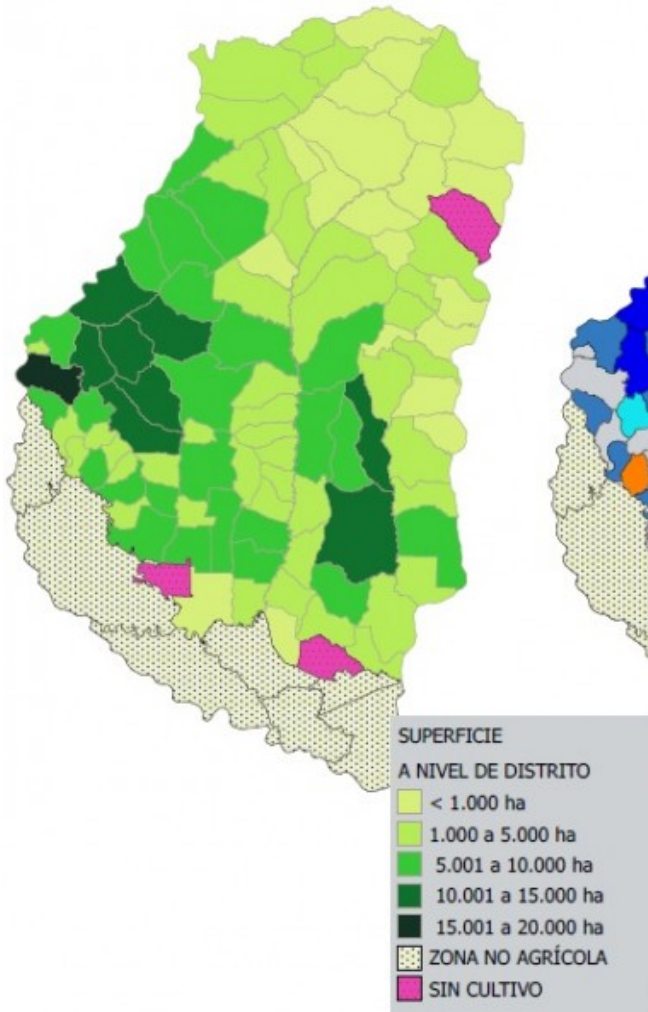 SUPERFICIE
A NIVEL DE DISTRITO
< 1.000 ha
1.000 a 5.000 ha
5.001 a 10.000 ha
10.001 a 15.000 ha
15.001 a 20.000 ha
ZONA NO AGRÍCOLA
SIN CULTIVO